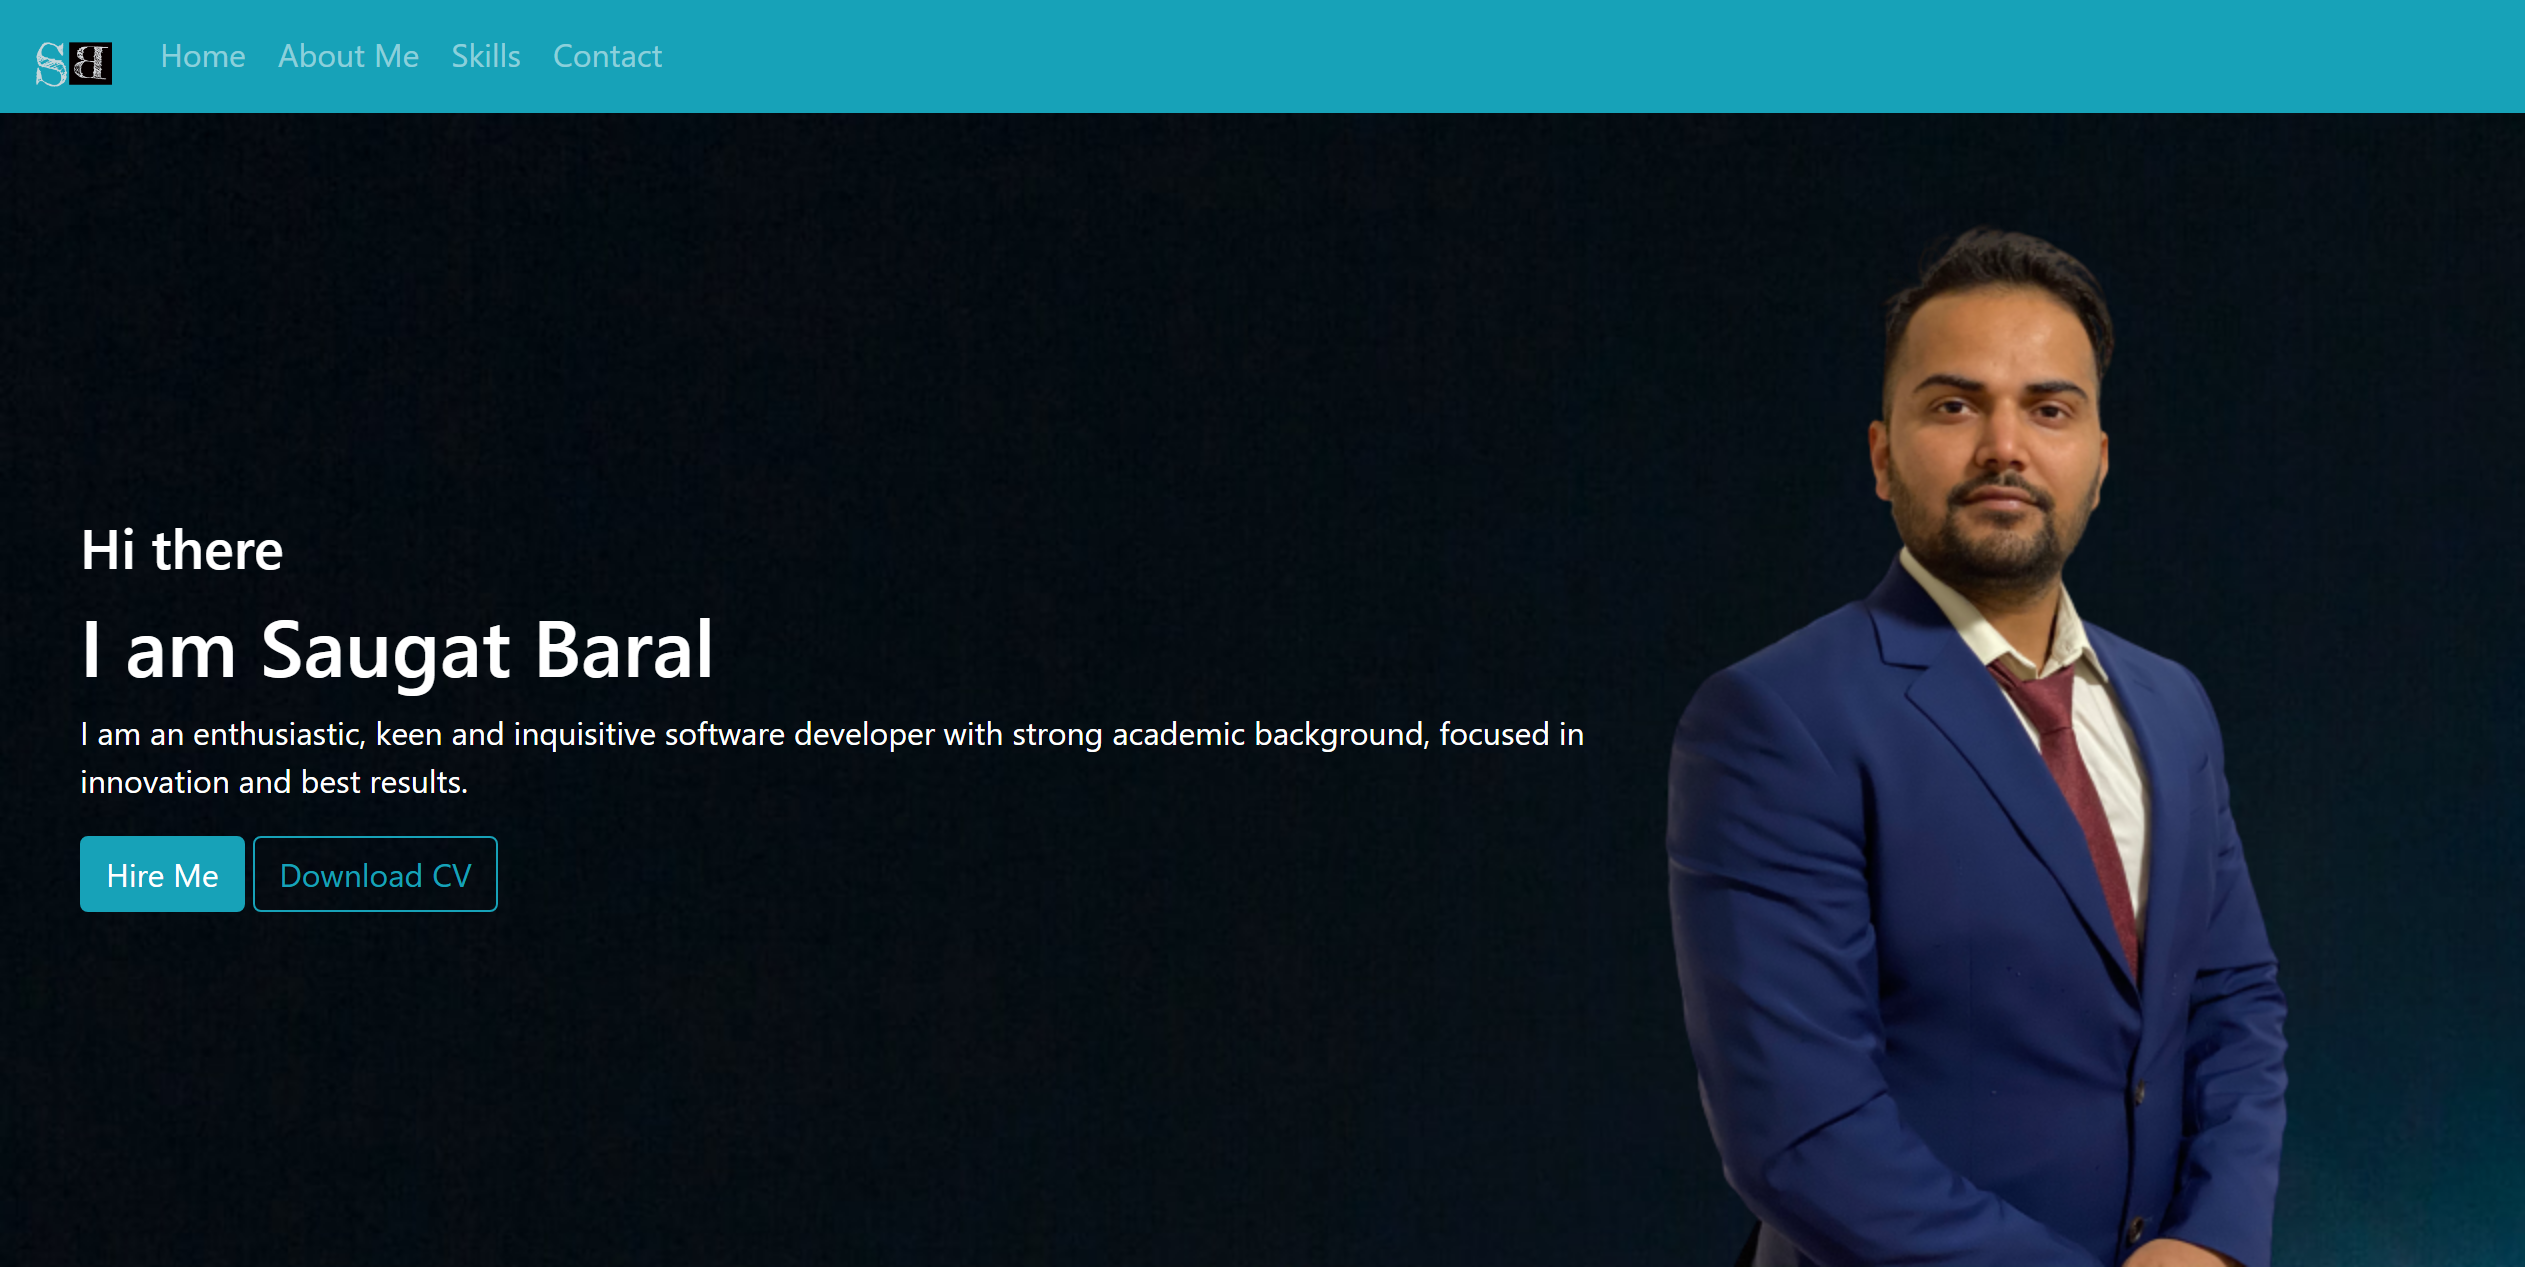 SB
Home About Me Skills Contact
Hi there
I am Saugat Baral
I am an enthusiastic, keen and inquisitive software developer with strong academic background, focused in
innovation and best results.
Hire Me Download CV